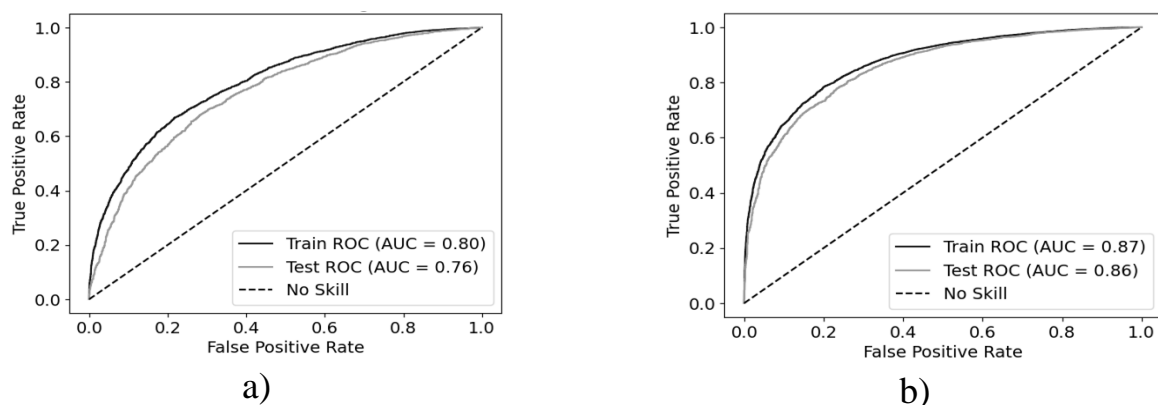 1.0
0.8
0.6
0.4
0.2
0.0
True Positive Rate
Train ROC (AUC = 0.80)
Test ROC (AUC = 0.76)
No Skill
0.0 0.2 0.4 0.6 0.8 1.0
False Positive Rate
a)
1.0
0.8
0.6
0.4
0.2
0.0
True Positive Rate
Train ROC (AUC = 0.87)
Test ROC (AUC = 0.86)
No Skill
0.0 0.2 0.4 0.6 0.8 1.0
False Positive Rate
b)